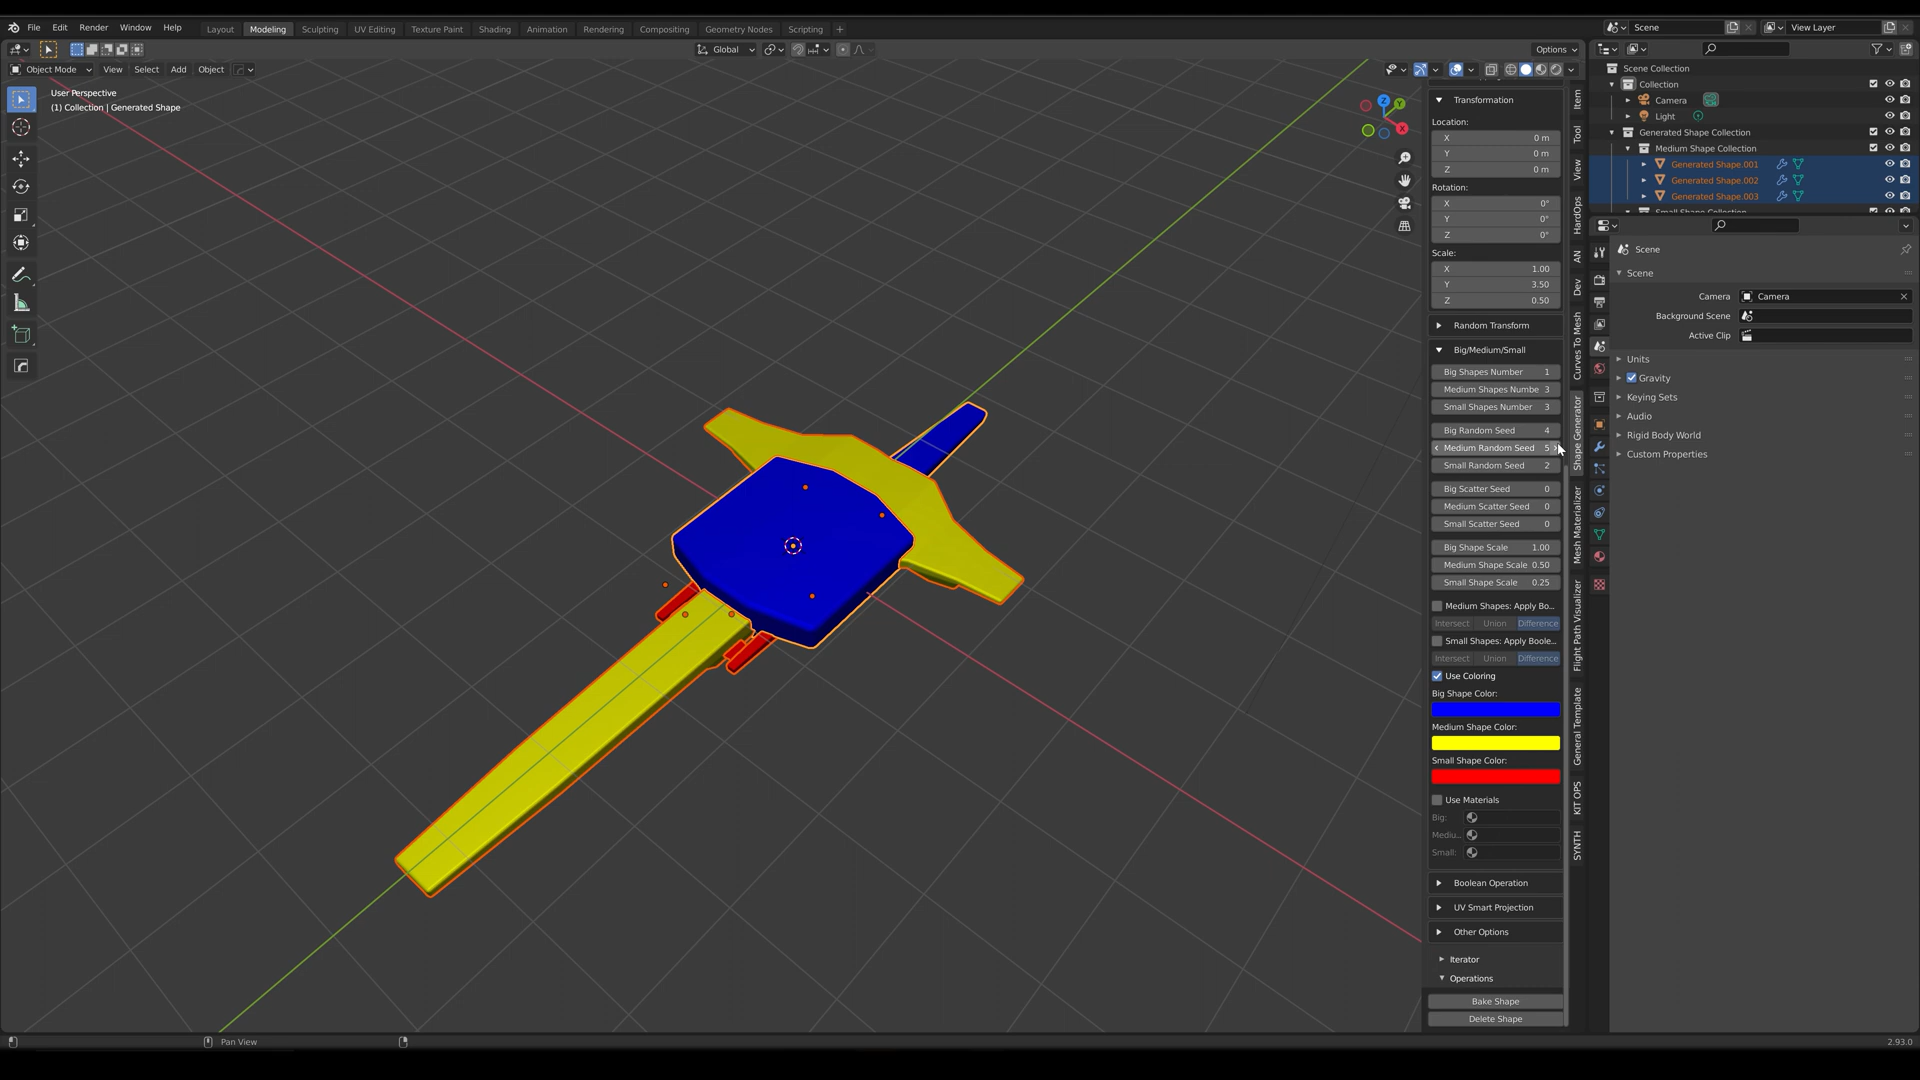 File Edit Render Window Help
Layout Modeling Sculpting UV Editing Texture Paint Shading Animation Rendering Compositing Geometry Nodes Scripting +
Scene
View Layer
Global
Options
Object Mode View Select Add Object
User Perspective
(1) Collection | Generated Shape
Z
Y
X
Transformation
Location:
X 0 m
Y 0 m
Z 0 m
Rotation:
X 0°
Y 0°
Z 0°
Scale:
X 1.00
Y 3.50
Z 0.50
Random Transform
Big/Medium/Small
Big Shapes Number 1
Medium Shapes Numbe 3
Small Shapes Number 3
Big Random Seed 4
Medium Random Seed 5
Small Random Seed 2
Big Scatter Seed 0
Medium Scatter Seed 0
Small Scatter Seed 0
Big Shape Scale 1.00
Medium Shape Scale 0.50
Small Shape Scale 0.25
Medium Shapes: Apply Bo...
Intersect Union Difference
Small Shapes: Apply Boole...
Intersect Union Difference
Use Coloring
Big Shape Color:
Medium Shape Color:
Small Shape Color:
Use Materials
Big:
Mediu...
Small:
Boolean Operation
UV Smart Projection
Other Options
Iterator
Operations
Bake Shape
Delete Shape
Item
Tool
View
HardOps
AN
Dev
Curves To Mesh
Shape Generator
Mesh Materializer
Flight Path Visualizer
General Template
KIT OPS
SYNTH
Scene Collection
Collection
Camera
Light
Generated Shape Collection
Medium Shape Collection
Generated Shape.001
Generated Shape.002
Generated Shape.003
Small Shape Collection
Scene
Scene
Camera Camera
Background Scene
Active Clip
Units
Gravity
Keying Sets
Audio
Rigid Body World
Custom Properties
Pan View
2.93.0